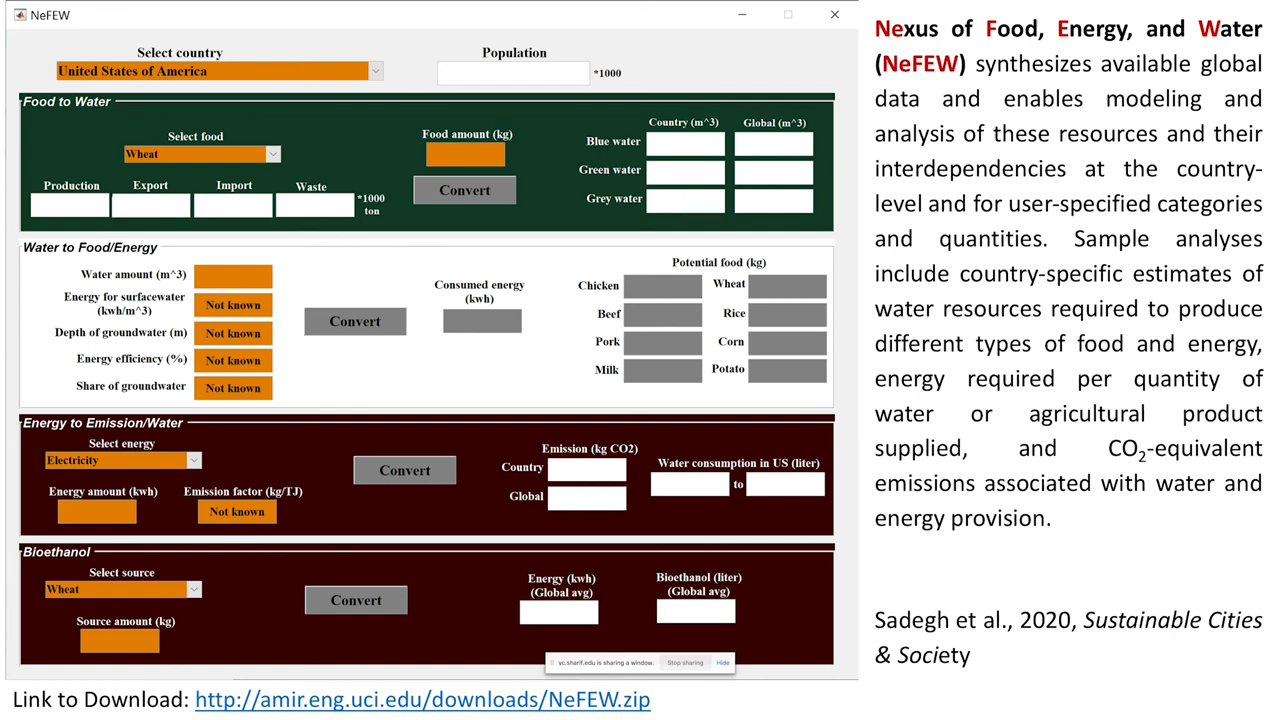 NeFEW
Select country
Population
United States of America
*1000
Food to Water
Select food
Wheat
Food amount (kg)
Convert
Production Export Import Waste
*1000
ton
Country (m^3) Global (m^3)
Blue water
Green water
Grey water
Water to Food/Energy
Water amount (m^3)
Energy for surfacewater
(kwh/m^3)
Not known
Depth of groundwater (m)
Not known
Energy efficiency (%)
Not known
Share of groundwater
Not known
Convert
Consumed energy
(kwh)
Potential food (kg)
Chicken Wheat
Beef Rice
Pork Corn
Milk Potato
Energy to Emission/Water
Select energy
Electricity
Energy amount (kwh) Emission factor (kg/TJ)
Not known
Convert
Emission (kg CO2)
Country
Global
Water consumption in US (liter)
to
Bioethanol
Select source
Wheat
Source amount (kg)
Convert
Energy (kwh)
(Global avg)
Bioethanol (liter)
(Global avg)
vc.sharif.edu is sharing a window. Stop sharing Hide
Link to Download: http://amir.eng.uci.edu/downloads/NeFEW.zip
Nexus of Food, Energy, and Water
(NeFEW) synthesizes available global
data and enables modeling and
analysis of these resources and their
interdependencies at the country-
level and for user-specified categories
and quantities. Sample analyses
include country-specific estimates of
water resources required to produce
different types of food and energy,
energy required per quantity of
water or agricultural product
supplied, and CO₂-equivalent
emissions associated with water and
energy provision.
Sadegh et al., 2020, Sustainable Cities
& Society